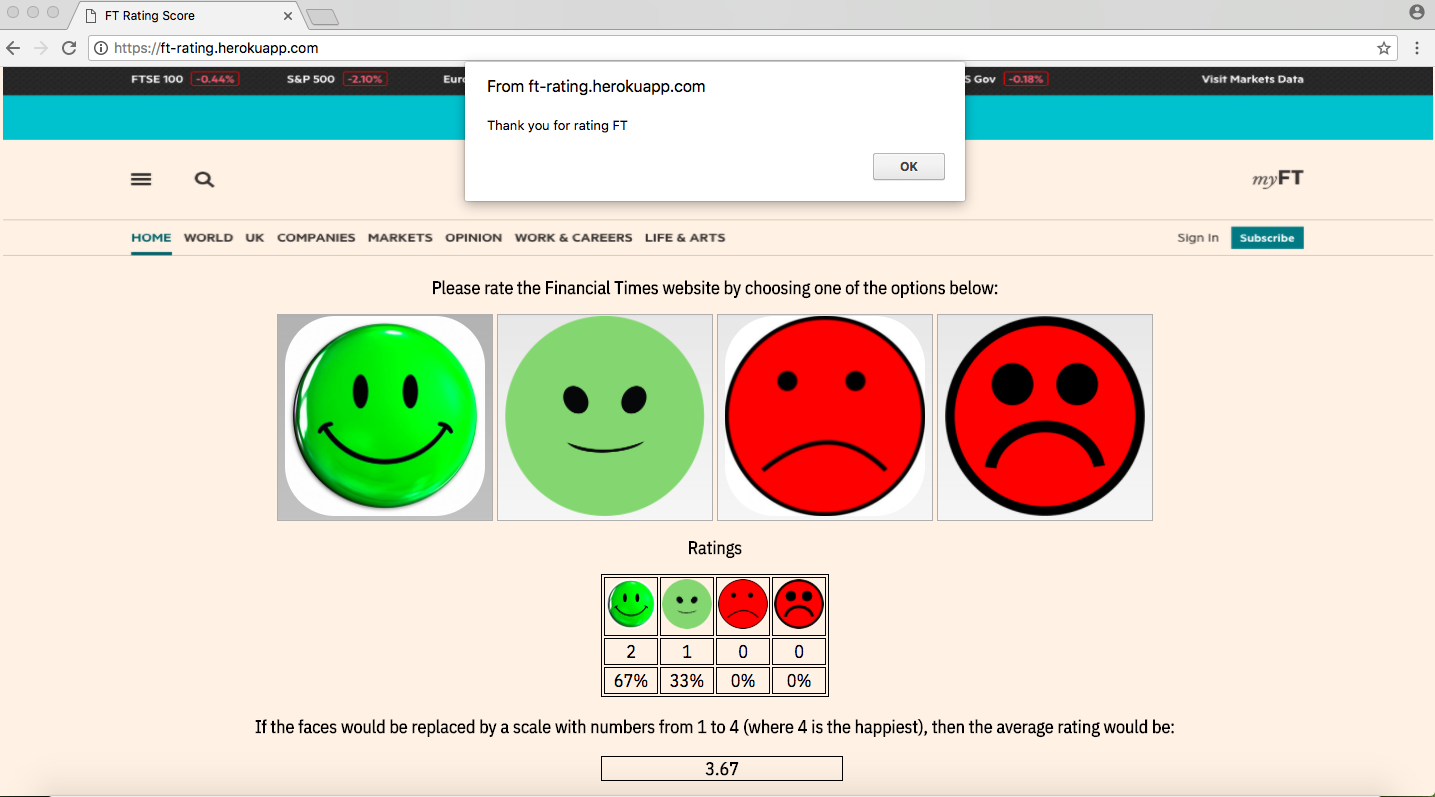 FT Rating Score
https://ft-rating.herokuapp.com
FTSE 100 -0.44% S&P 500 -2.10% Gov -0.18% Visit Markets Data
From ft-rating.herokuapp.com
Thank you for rating FT
OK
myFT
HOME WORLD UK COMPANIES MARKETS OPINION WORK & CAREERS LIFE & ARTS Sign In Subscribe
Please rate the Financial Times website by choosing one of the options below:
Ratings
2 1 0 0
67% 33% 0% 0%
If the faces would be replaced by a scale with numbers from 1 to 4 (where 4 is the happiest), then the average rating would be:
3.67